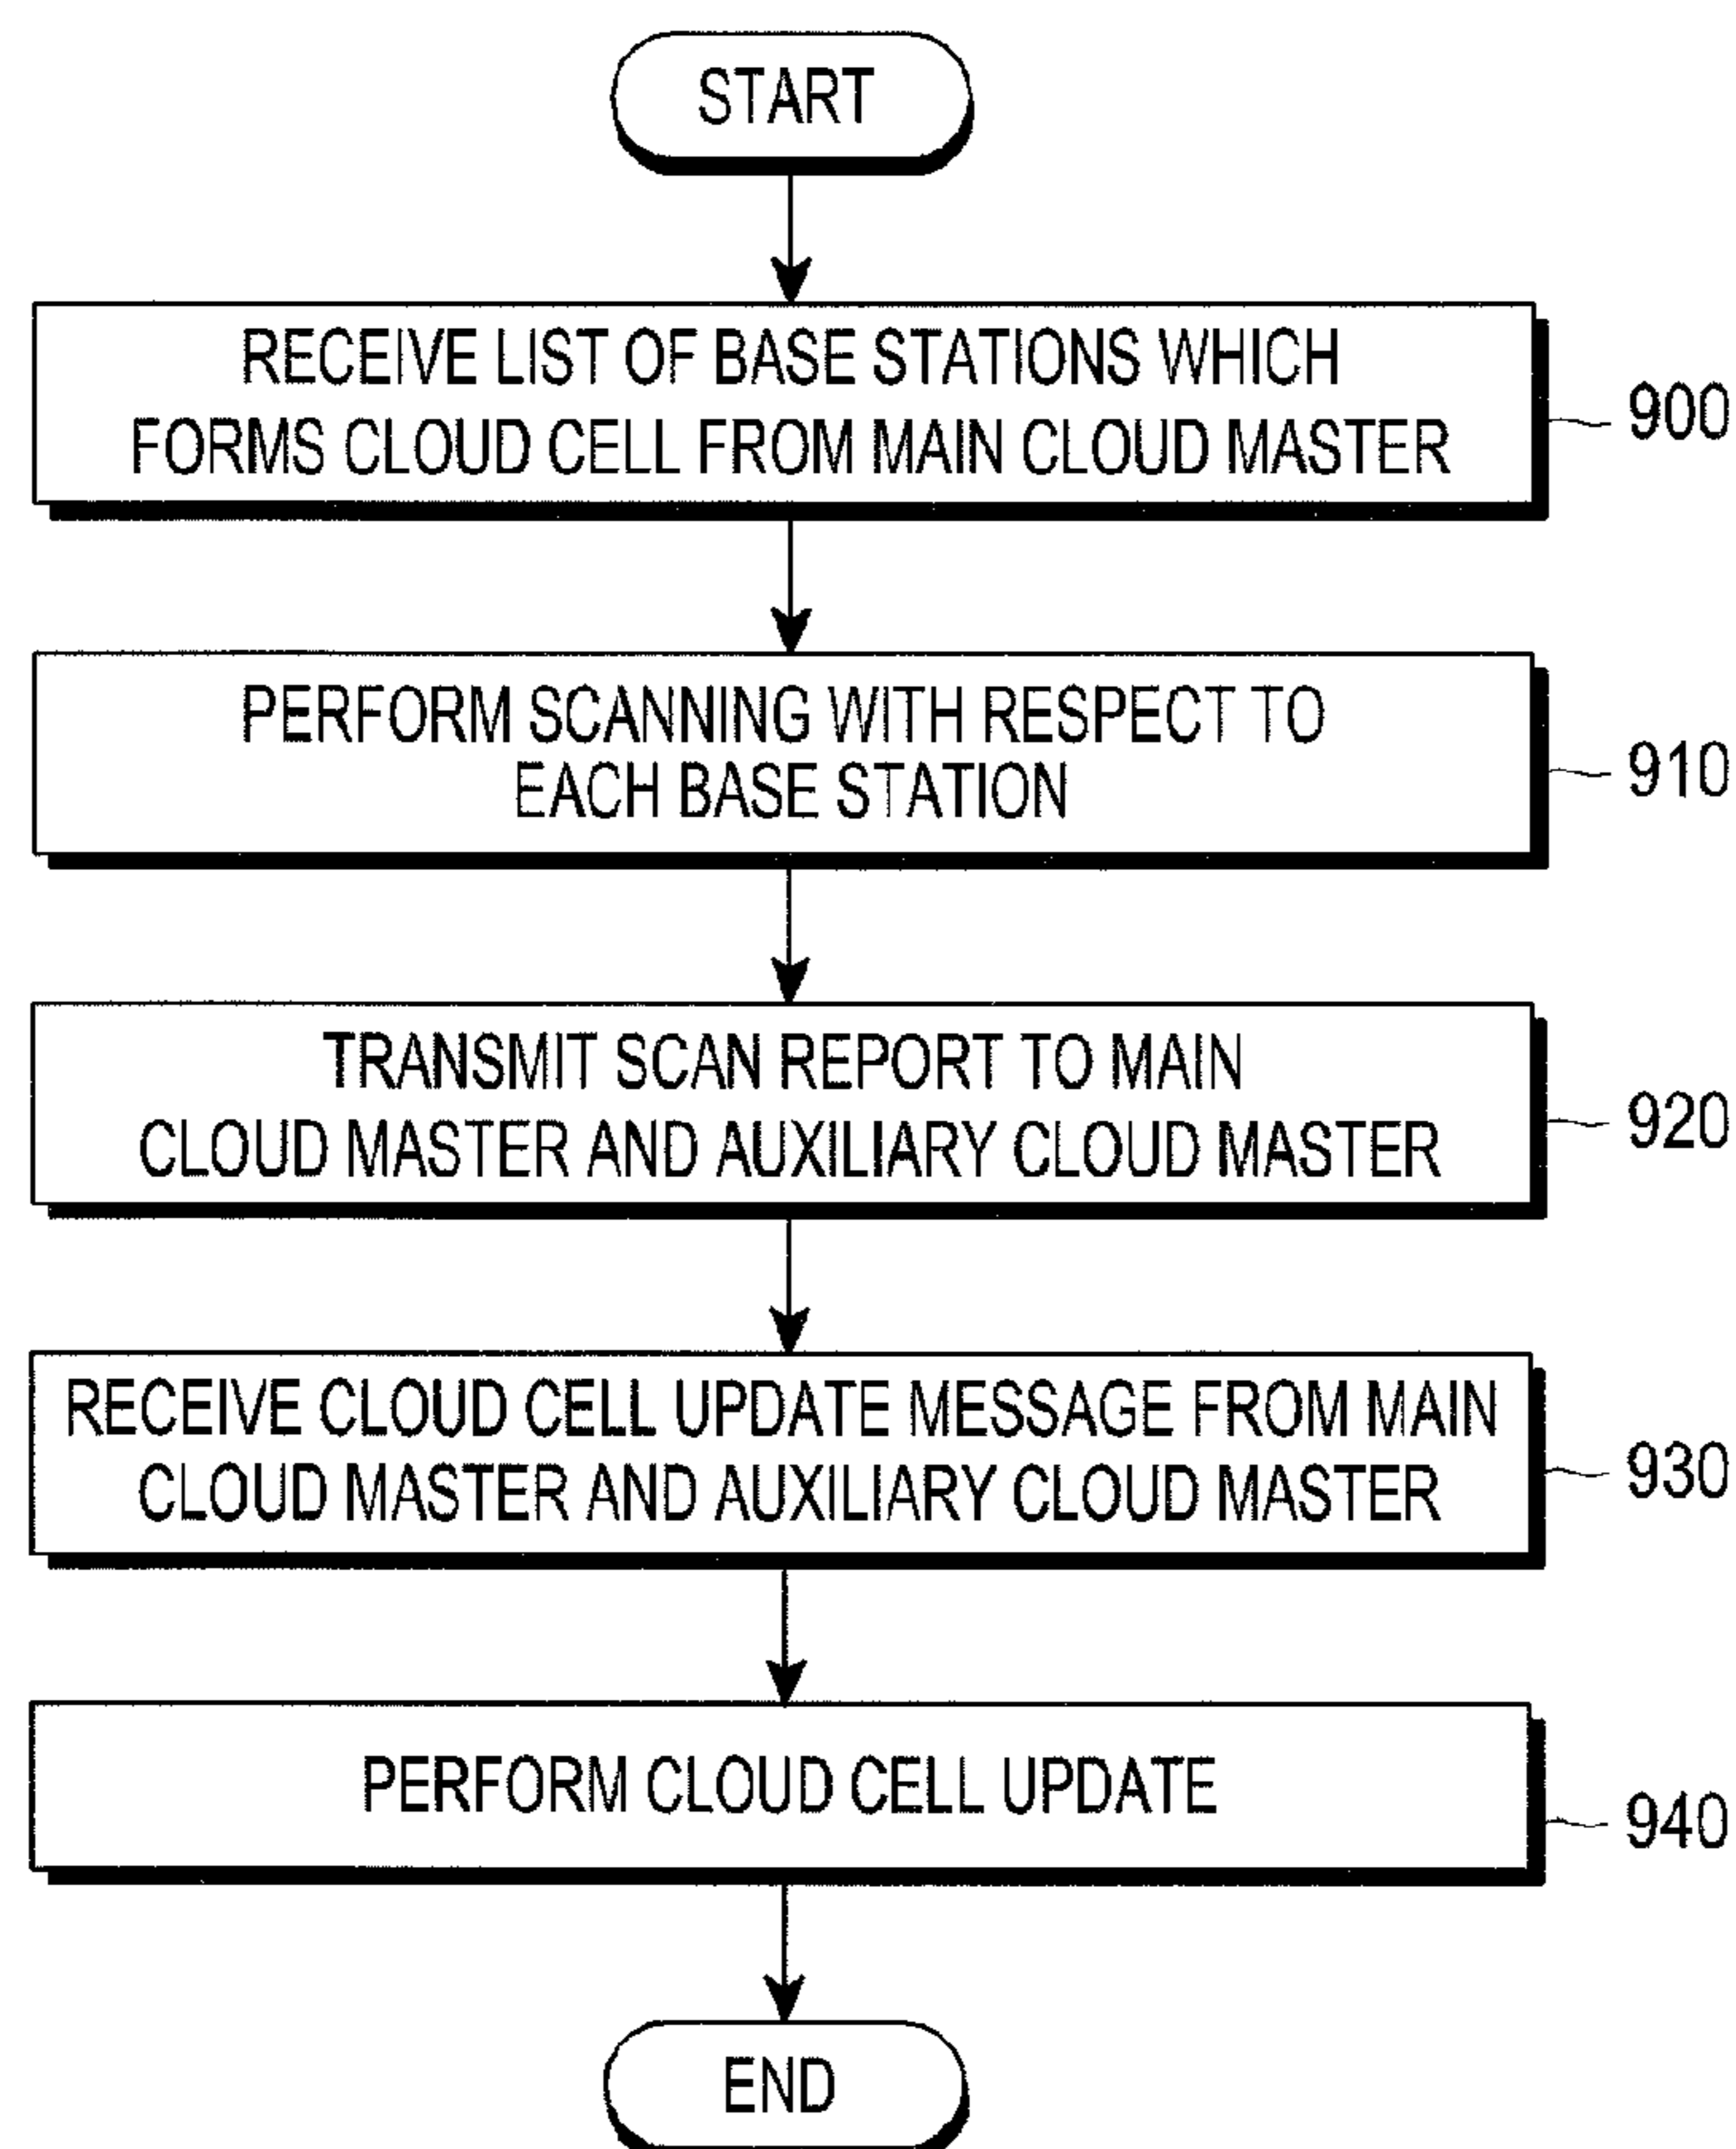 START
RECEIVE LIST OF BASE STATIONS WHICH
FORMS CLOUD CELL FROM MAIN CLOUD MASTER
900
PERFORM SCANNING WITH RESPECT TO
EACH BASE STATION
910
TRANSMIT SCAN REPORT TO MAIN
CLOUD MASTER AND AUXILIARY CLOUD MASTER
920
RECEIVE CLOUD CELL UPDATE MESSAGE FROM MAIN
CLOUD MASTER AND AUXILIARY CLOUD MASTER
930
PERFORM CLOUD CELL UPDATE
940
END